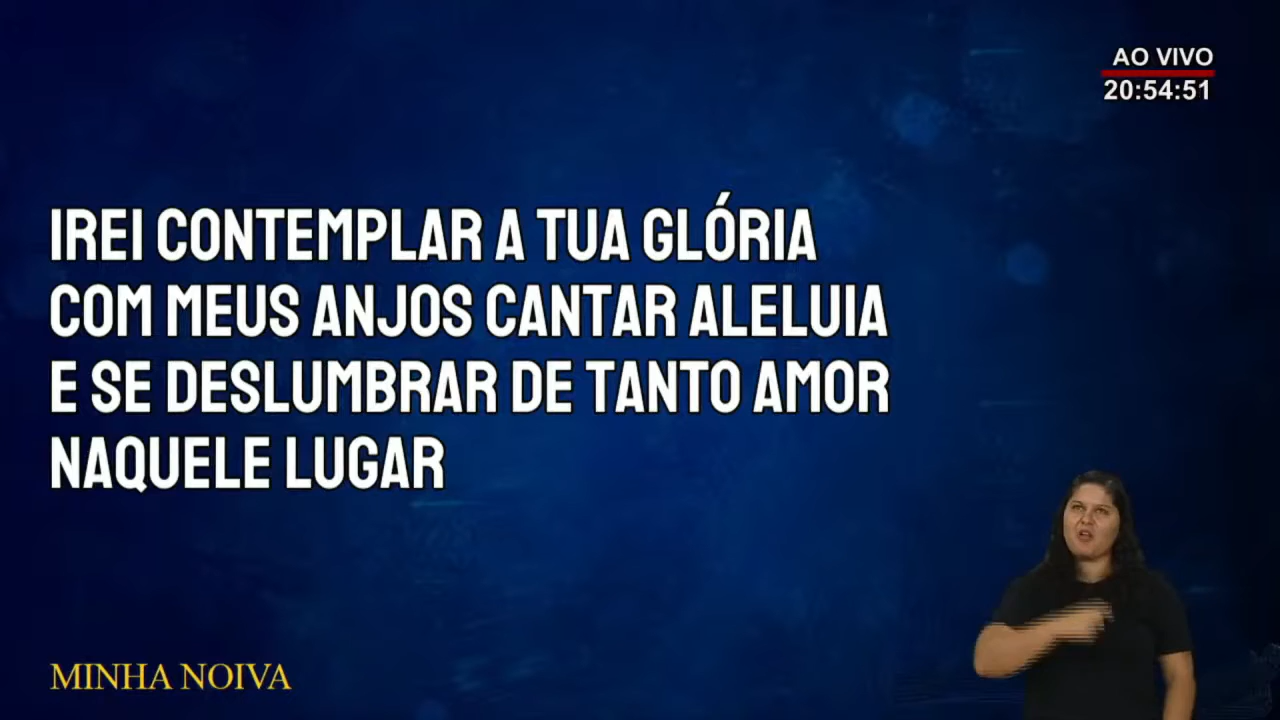 AO VIVO
20:54:51
IREI CONTEMPLAR A TUA GLÓRIA
COM MEUS ANJOS CANTAR ALELUIA
E SE DESLUMBRAR DE TANTO AMOR
NAQUELE LUGAR
MINHA NOIVA